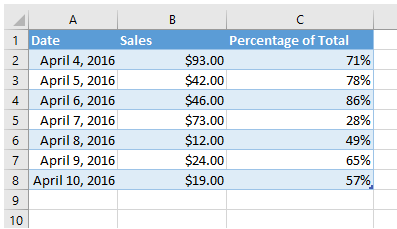 A B C
1 Date Sales Percentage of Total
2 April 4, 2016 $93.00 71%
3 April 5, 2016 $42.00 78%
4 April 6, 2016 $46.00 86%
5 April 7, 2016 $73.00 28%
6 April 8, 2016 $12.00 49%
7 April 9, 2016 $24.00 65%
8 April 10, 2016 $19.00 57%
9
10